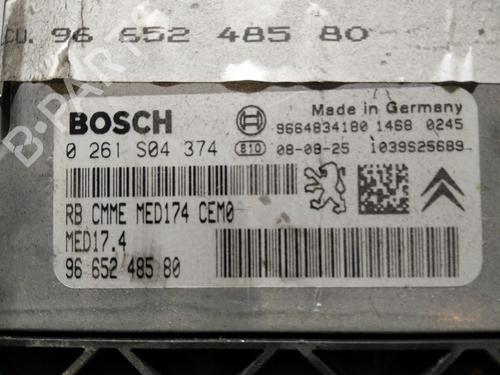 CU. 96 652 485 80
BOSCH
Made in Germany
9664834180 1468 0245
0 261 S04 374
B10
08-08-25
1039S25689
RB CMME MED174 CEM0
MED17.4
96 652 485 80
B-PARTS